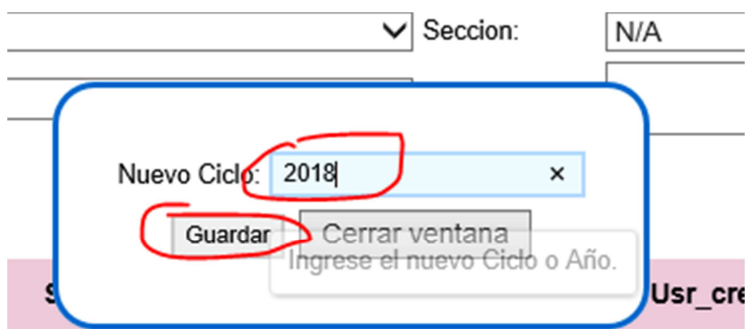 Seccion: N/A
Nuevo Ciclo: 2018 ×
Guardar Cerrar ventana
Ingrese el nuevo Ciclo o Año.
Usr_cre